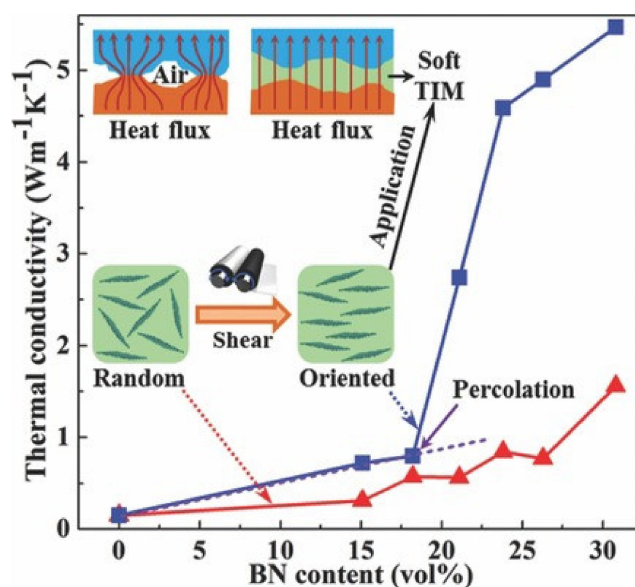 Air
Heat flux
Heat flux
Soft
TIM
Application
Shear
Random
Oriented
Percolation
Thermal conductivity (Wm⁻¹K⁻¹)
5
4
3
2
1
0
0
5
10
15
20
25
30
BN content (vol%)